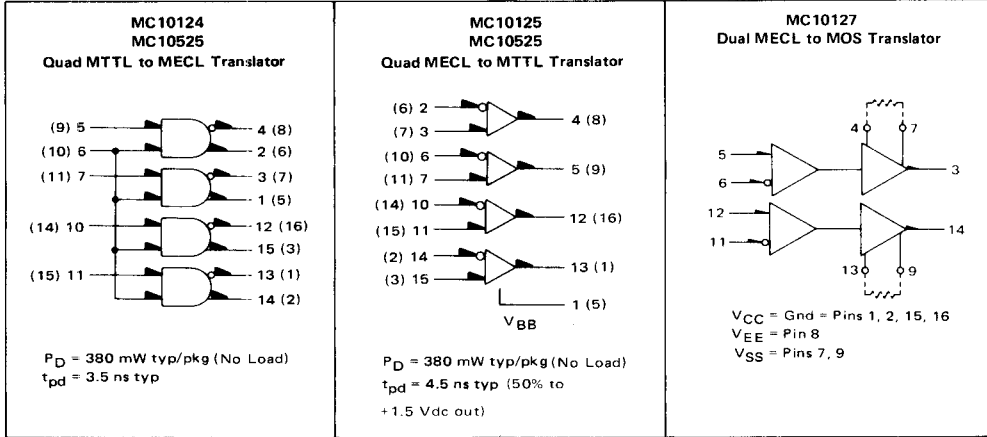 MC10124
MC10525
Quad MTTL to MECL Translator
(9) 5
4 (8)
(10) 6
2 (6)
(11) 7
3 (7)
1 (5)
(14) 10
12 (16)
15 (3)
(15) 11
13 (1)
14 (2)
PD = 380 mW typ/pkg (No Load)
tpd = 3.5 ns typ
MC10125
MC10525
Quad MECL to MTTL Translator
(6) 2
4 (8)
(7) 3
(10) 6
5 (9)
(11) 7
(14) 10
12 (16)
(15) 11
(2) 14
13 (1)
(3) 15
1 (5)
VBB
PD = 380 mW typ/pkg (No Load)
tpd = 4.5 ns typ (50% to
+1.5 Vdc out)
MC10127
Dual MECL to MOS Translator
4
7
5
3
6
12
14
11
13
9
VCC = Gnd = Pins 1, 2, 15, 16
VEE = Pin 8
VSS = Pins 7, 9